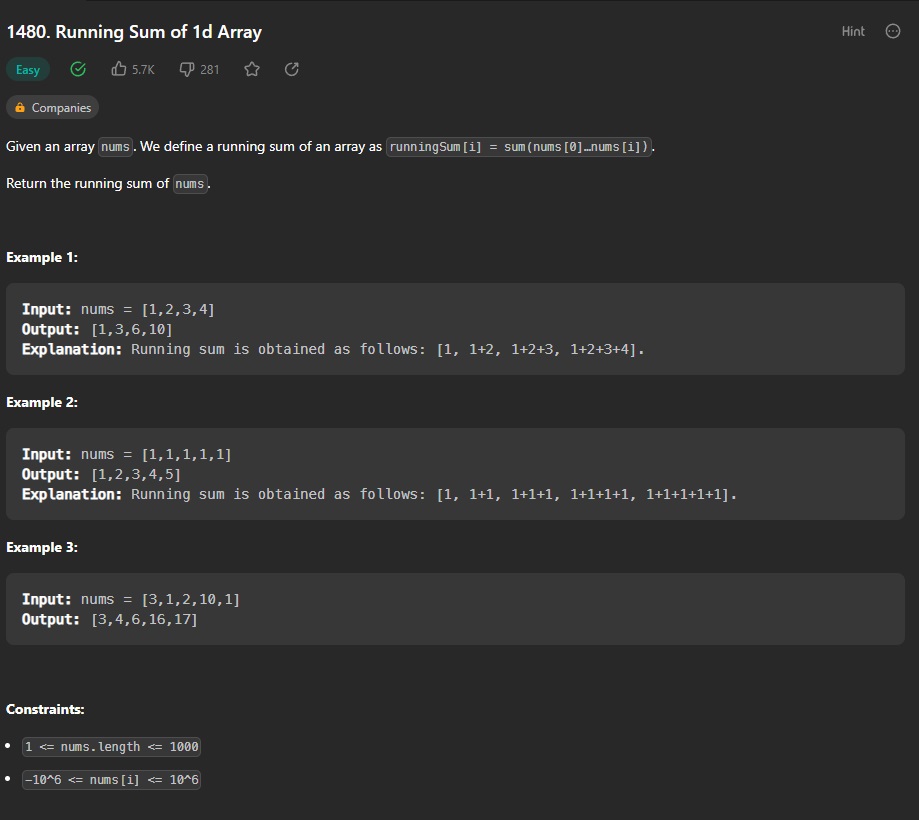 1480. Running Sum of 1d Array
Hint
Easy
5.7K
281
Companies
Given an array nums. We define a running sum of an array as runningSum[i] = sum(nums[0]…nums[i]).
Return the running sum of nums.
Example 1:
Input: nums = [1,2,3,4]
Output: [1,3,6,10]
Explanation: Running sum is obtained as follows: [1, 1+2, 1+2+3, 1+2+3+4].
Example 2:
Input: nums = [1,1,1,1,1]
Output: [1,2,3,4,5]
Explanation: Running sum is obtained as follows: [1, 1+1, 1+1+1, 1+1+1+1, 1+1+1+1+1].
Example 3:
Input: nums = [3,1,2,10,1]
Output: [3,4,6,16,17]
Constraints:
1 <= nums.length <= 1000
-10^6 <= nums[i] <= 10^6